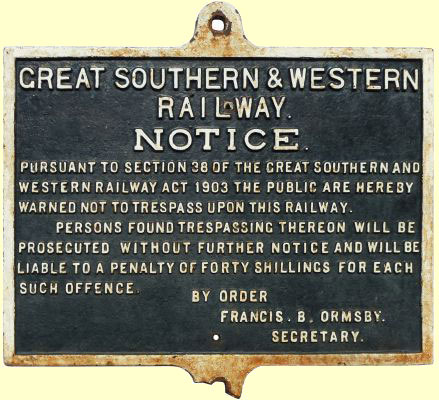 GREAT SOUTHERN & WESTERN
RAILWAY.
NOTICE.
PURSUANT TO SECTION 38 OF THE GREAT SOUTHERN AND
WESTERN RAILWAY ACT 1903 THE PUBLIC ARE HEREBY
WARNED NOT TO TRESPASS UPON THIS RAILWAY.
PERSONS FOUND TRESPASSING THEREON WILL BE
PROSECUTED WITHOUT FURTHER NOTICE AND WILL BE
LIABLE TO A PENALTY OF FORTY SHILLINGS FOR EACH
SUCH OFFENCE.
BY ORDER
FRANCIS. B. ORMSBY.
SECRETARY.